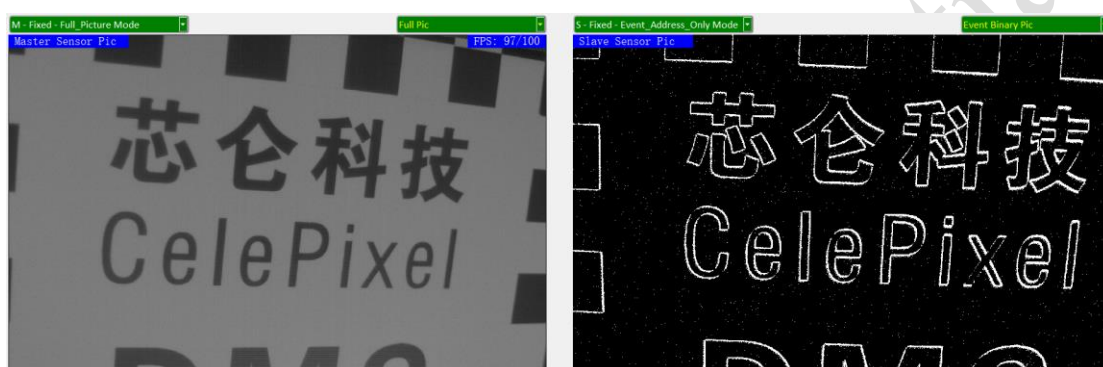 M - Fixed - Full_Picture Mode
Full Pic
Master Sensor Pic
FPS: 97/100
芯仑科技
CelePixel
S - Fixed - Event_Address_Only Mode
Event Binary Pic
Slave Sensor Pic
芯仑科技
CelePixel